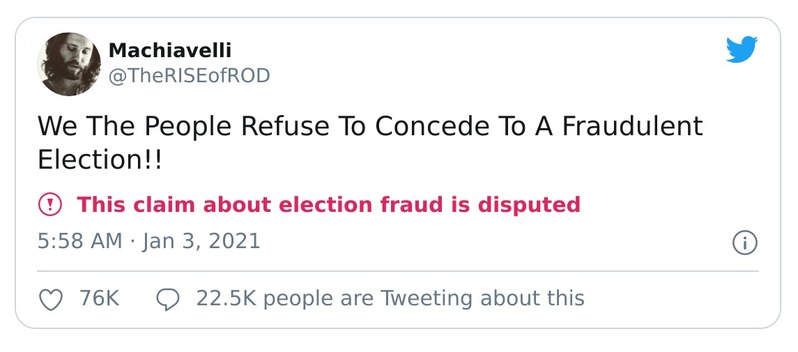 Machiavelli
@TheRISEofROD
We The People Refuse To Concede To A Fraudulent
Election!!
This claim about election fraud is disputed
5:58 AM · Jan 3, 2021
76K 22.5K people are Tweeting about this